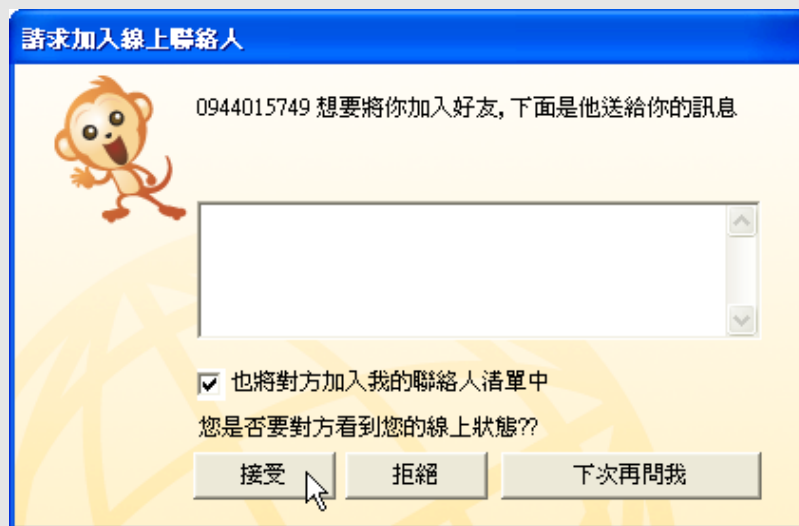 請求加入線上聯絡人
0944015749 想要將你加入好友, 下面是他送給你的訊息
也將對方加入我的聯絡人清單中
您是否要對方看到您的線上狀態??
接受
拒絕
下次再問我